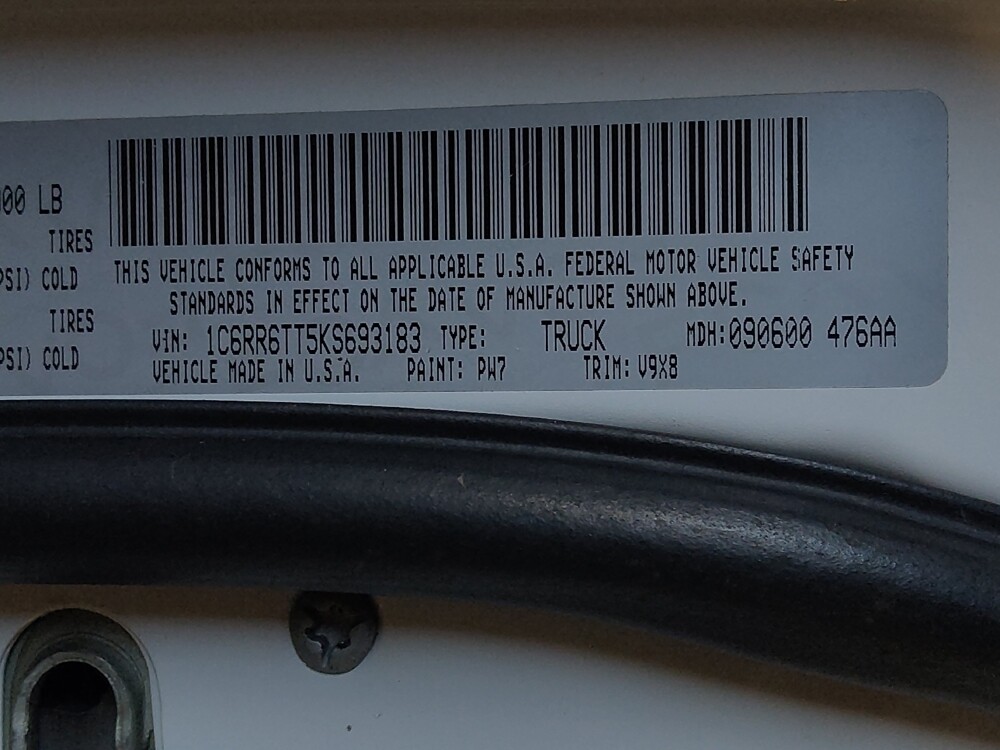 00 LB
TIRES
PSI) COLD
TIRES
PSI) COLD
THIS VEHICLE CONFORMS TO ALL APPLICABLE U.S.A. FEDERAL MOTOR VEHICLE SAFETY
STANDARDS IN EFFECT ON THE DATE OF MANUFACTURE SHOWN ABOVE.
VIN: 1C6RR6TT5KS693183 TYPE: TRUCK MDH:090600 476AA
VEHICLE MADE IN U.S.A. PAINT: PW7 TRIM: V9X8